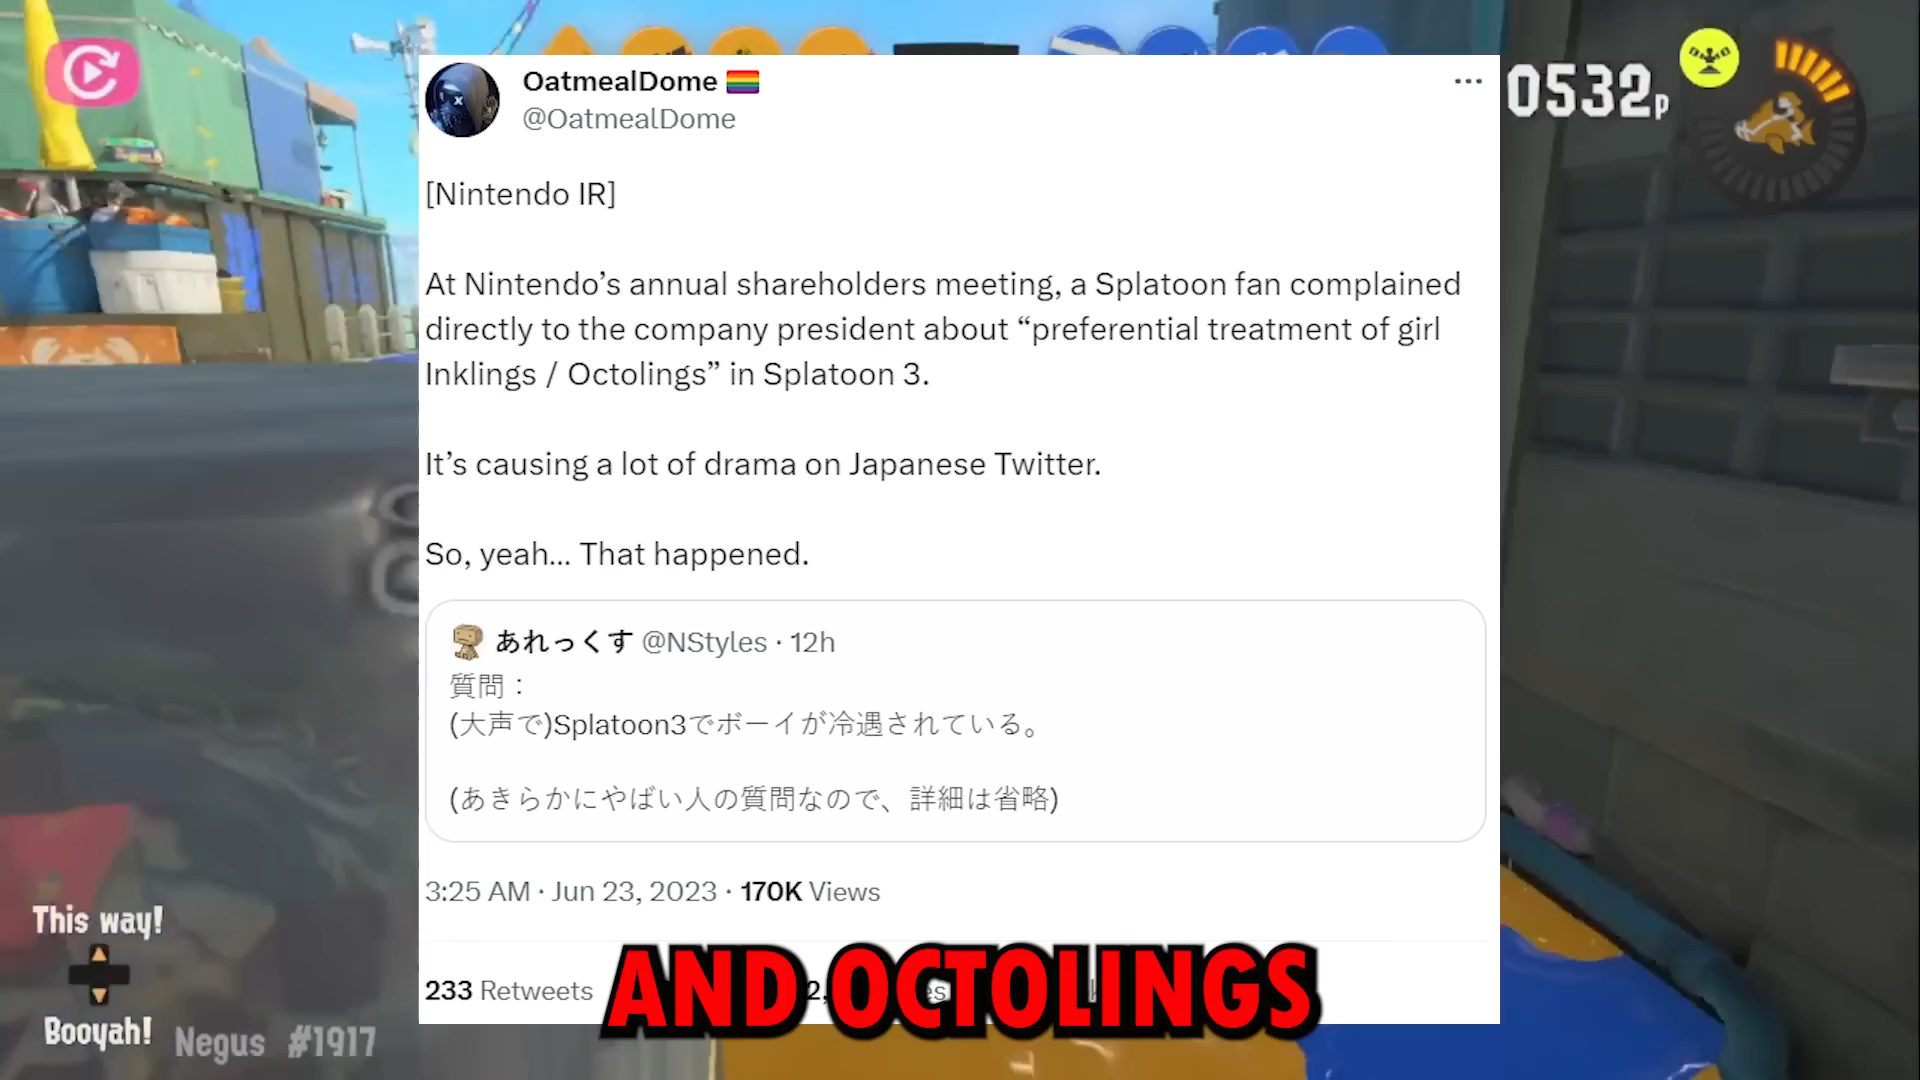 OatmealDome
@OatmealDome
0532p
[Nintendo IR]
At Nintendo’s annual shareholders meeting, a Splatoon fan complained
directly to the company president about “preferential treatment of girl
Inklings / Octolings” in Splatoon 3.
It’s causing a lot of drama on Japanese Twitter.
So, yeah... That happened.
あれっくす @NStyles · 12h
質問：
(大声で)Splatoon3でボーイが冷遇されている。
(あきらかにやばい人の質問なので、詳細は省略)
3:25 AM · Jun 23, 2023 · 170K Views
This way!
233 Retweets
AND OCTOLINGS
Booyah!
Negus #1917